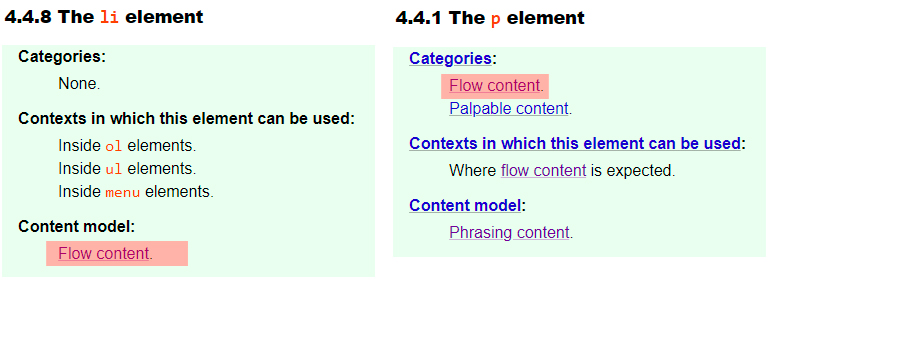 4.4.8 The li element
Categories:
None.
Contexts in which this element can be used:
Inside ol elements.
Inside ul elements.
Inside menu elements.
Content model:
Flow content.
4.4.1 The p element
Categories:
Flow content.
Palpable content.
Contexts in which this element can be used:
Where flow content is expected.
Content model:
Phrasing content.